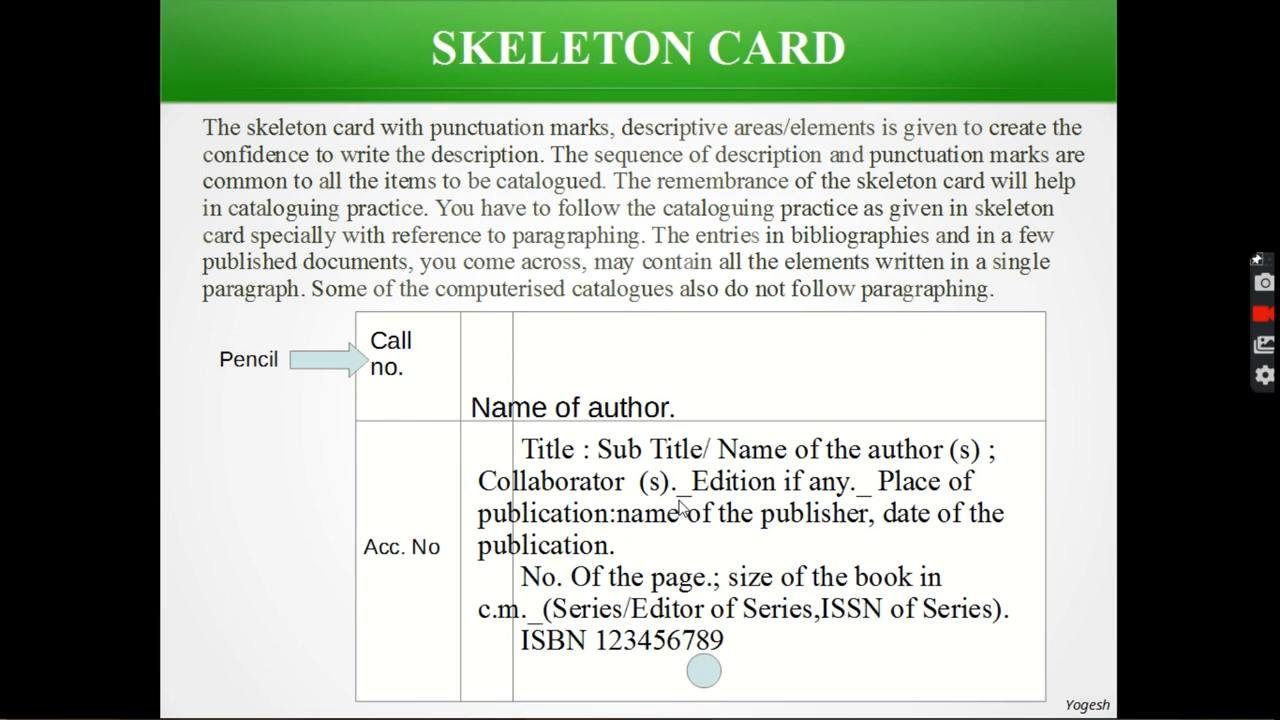 SKELETON CARD
The skeleton card with punctuation marks, descriptive areas/elements is given to create the
confidence to write the description. The sequence of description and punctuation marks are
common to all the items to be catalogued. The remembrance of the skeleton card will help
in cataloguing practice. You have to follow the cataloguing practice as given in skeleton
card specially with reference to paragraphing. The entries in bibliographies and in a few
published documents, you come across, may contain all the elements written in a single
paragraph. Some of the computerised catalogues also do not follow paragraphing.
Pencil
Call
no.
Name of author.
Acc. No
Title : Sub Title/ Name of the author (s) ;
Collaborator (s)._Edition if any._ Place of
publication:name of the publisher, date of the
publication.
No. Of the page.; size of the book in
c.m._(Series/Editor of Series,ISSN of Series).
ISBN 123456789
Yogesh